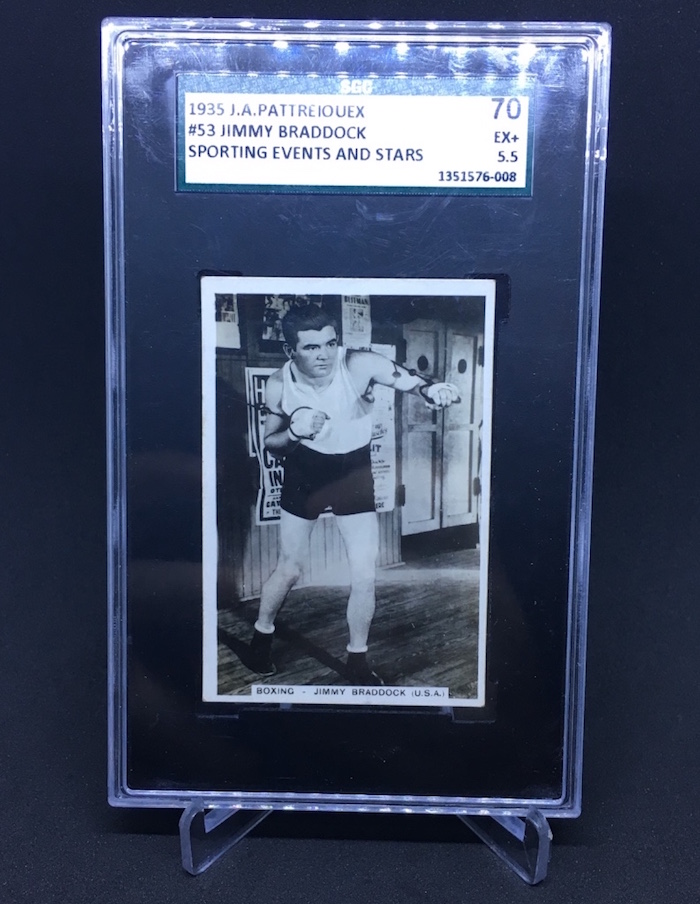 SGC
1935 J.A.PATTREIOUEX 70
#53 JIMMY BRADDOCK EX+
SPORTING EVENTS AND STARS 5.5
1351576-008
BOXING - JIMMY BRADDOCK (U.S.A.)